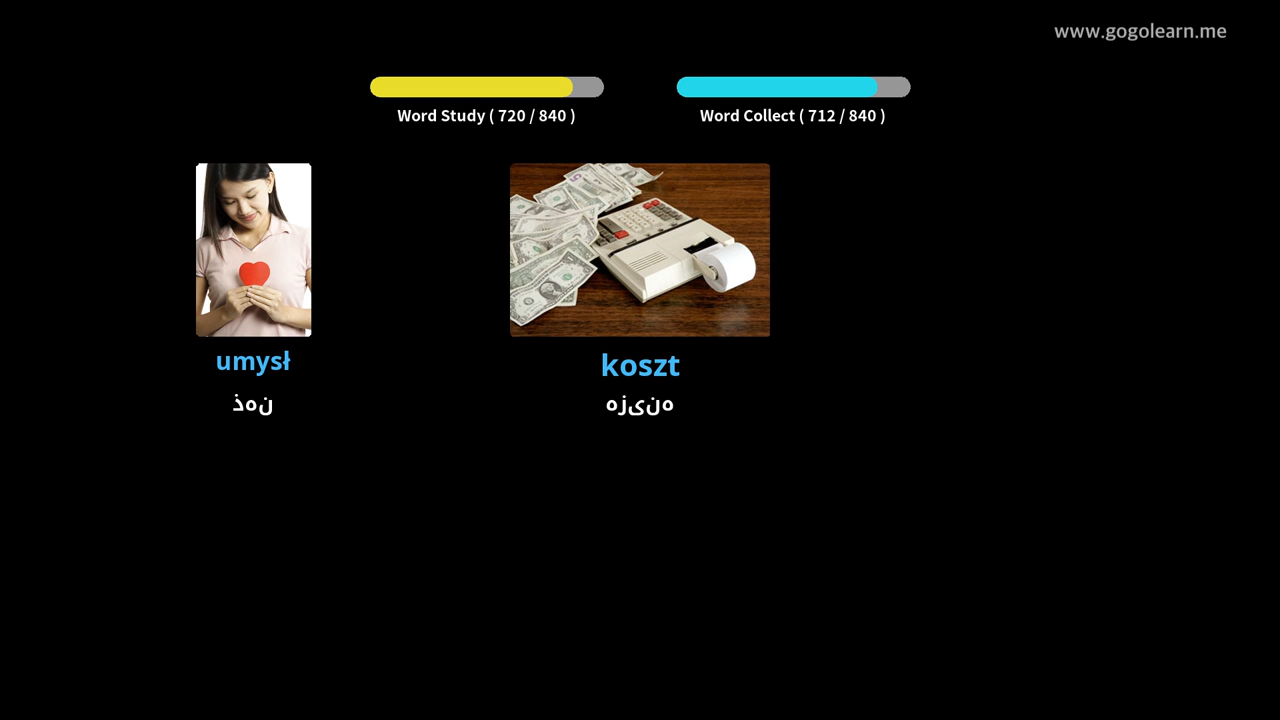 www.gogolearn.me
Word Study ( 720 / 840 )
Word Collect ( 712 / 840 )
umysł
ذهن
koszt
هزینه